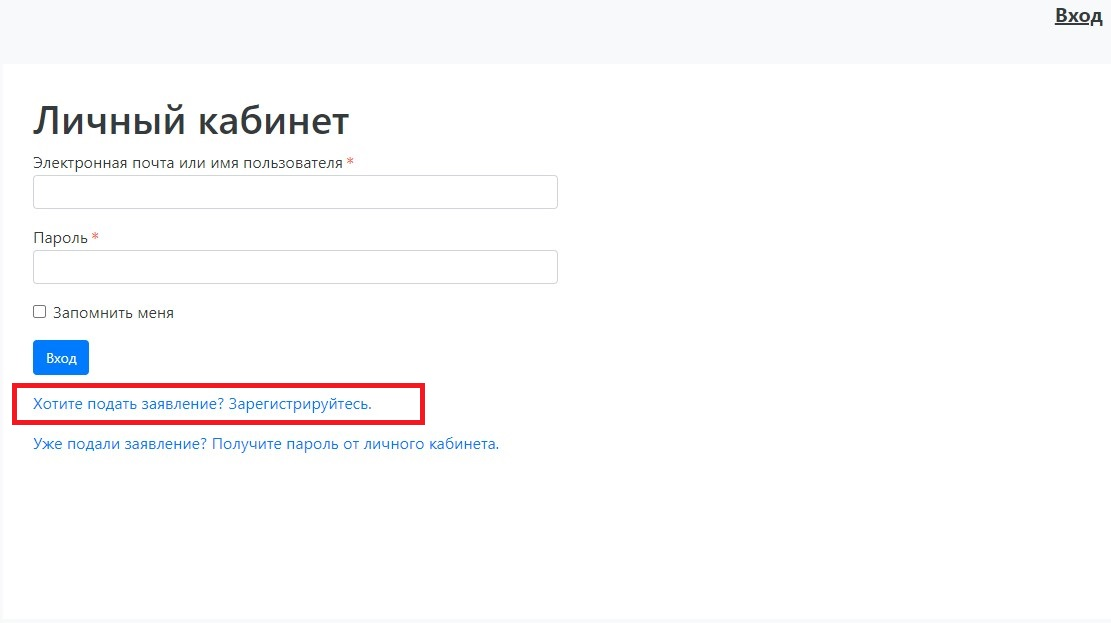 Вход
Личный кабинет
Электронная почта или имя пользователя *
Пароль *
Запомнить меня
Вход
Хотите подать заявление? Зарегистрируйтесь.
Уже подали заявление? Получите пароль от личного кабинета.